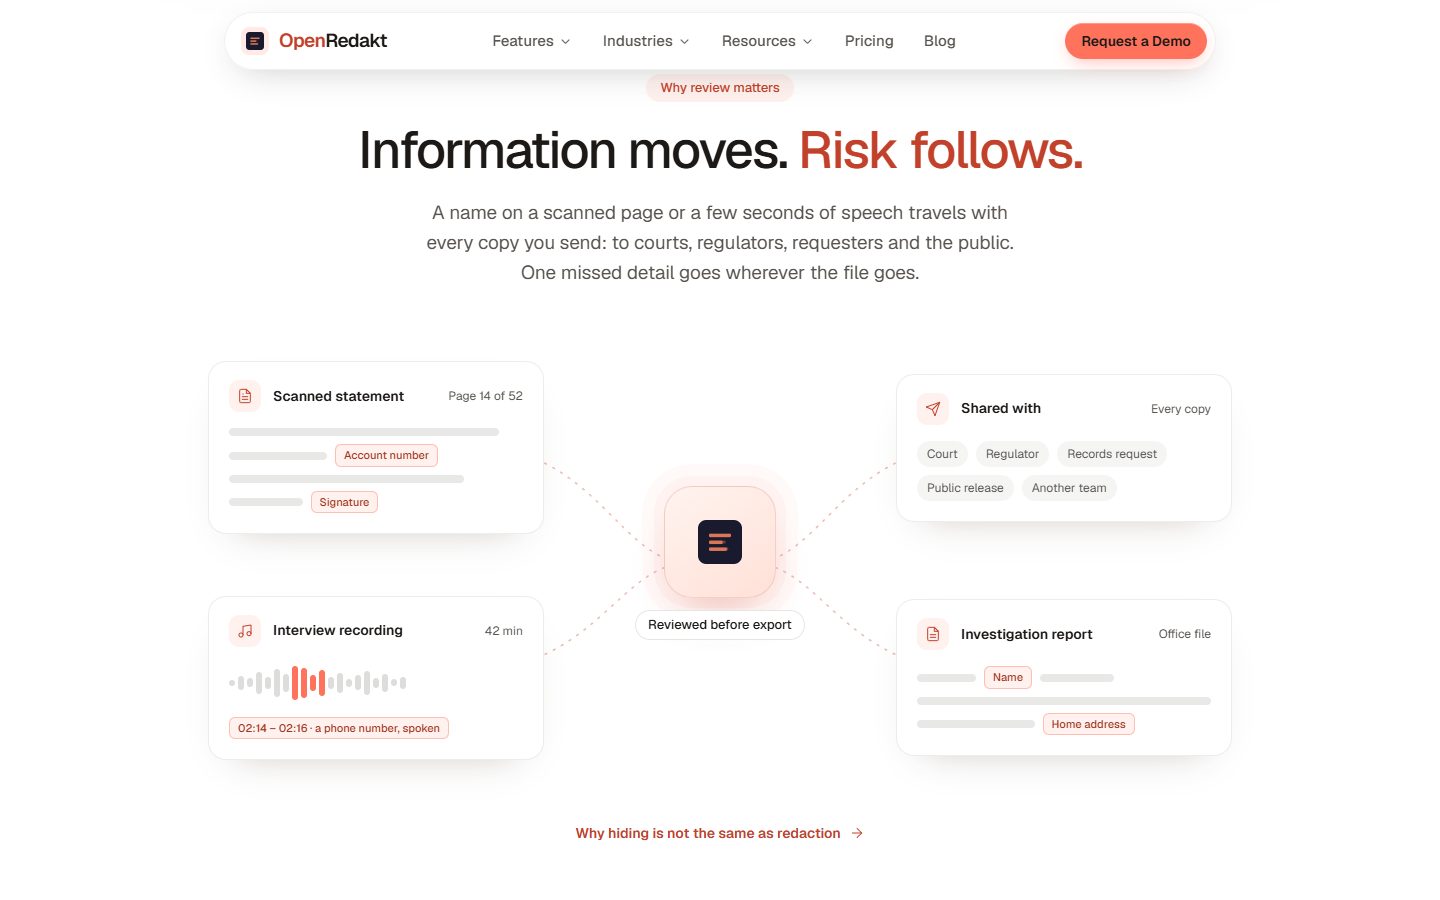 OpenRedakt
Features
Industries
Resources
Pricing
Blog
Request a Demo
Why review matters
Information moves. Risk follows.
A name on a scanned page or a few seconds of speech travels with
every copy you send: to courts, regulators, requesters and the public.
One missed detail goes wherever the file goes.
Scanned statement
Page 14 of 52
Account number
Signature
Interview recording
42 min
02:14 – 02:16 · a phone number, spoken
Reviewed before export
Shared with
Every copy
Court
Regulator
Records request
Public release
Another team
Investigation report
Office file
Name
Home address
Why hiding is not the same as redaction →